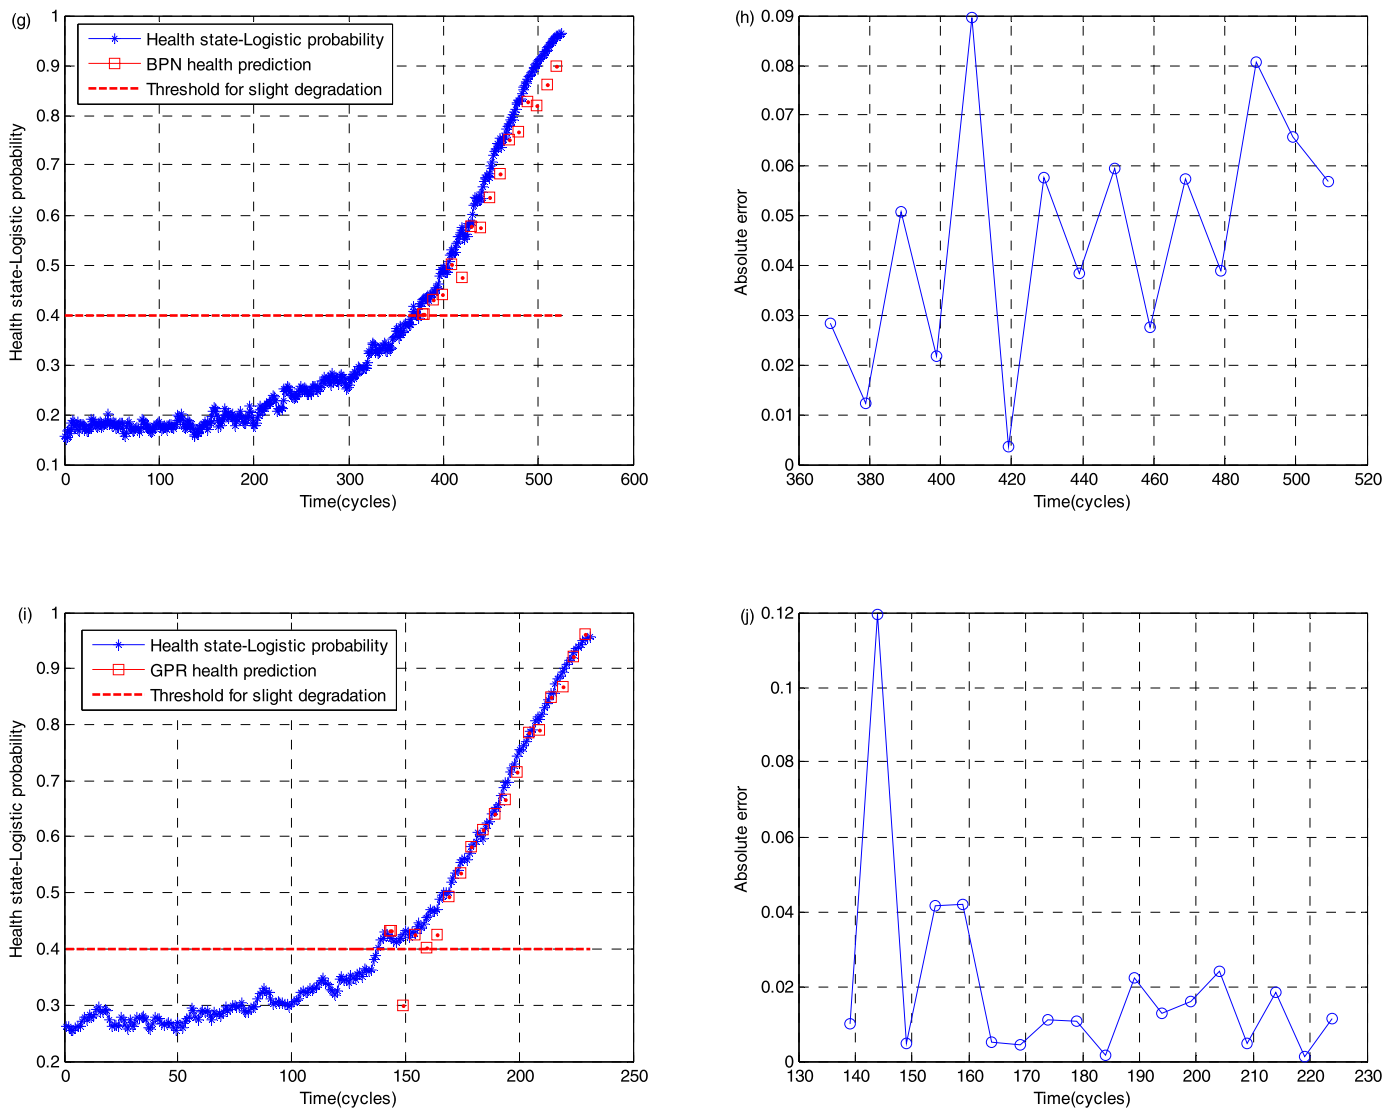 (g)
Health state-Logistic probability
BPN health prediction
Threshold for slight degradation
1
0.9
0.8
0.7
0.6
0.5
0.4
0.3
0.2
0.1
Health state-Logistic probability
0 100 200 300 400 500 600
Time(cycles)
(h)
0.09
0.08
0.07
0.06
0.05
0.04
0.03
0.02
0.01
0
Absolute error
360 380 400 420 440 460 480 500 520
Time(cycles)
(i)
Health state-Logistic probability
GPR health prediction
Threshold for slight degradation
1
0.9
0.8
0.7
0.6
0.5
0.4
0.3
0.2
Health state-Logistic probability
0 50 100 150 200 250
Time(cycles)
(j)
0.12
0.1
0.08
0.06
0.04
0.02
0
Absolute error
130 140 150 160 170 180 190 200 210 220 230
Time(cycles)